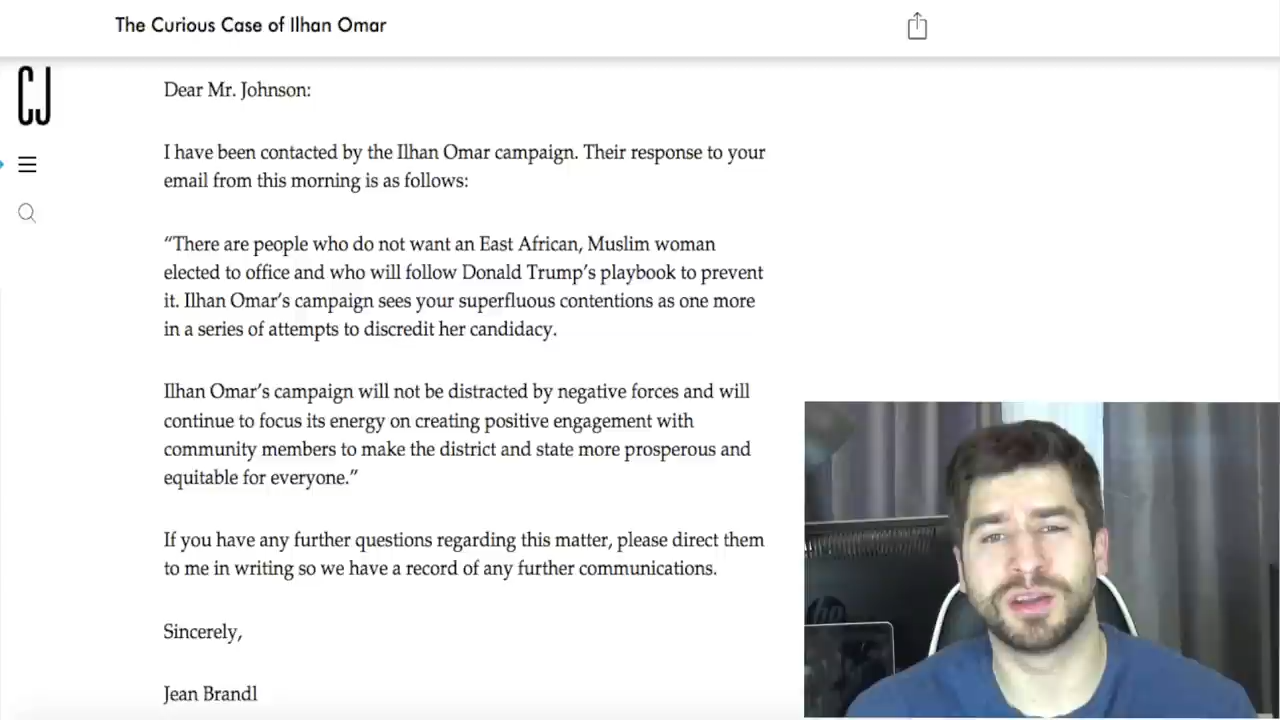 The Curious Case of Ilhan Omar
CJ
Dear Mr. Johnson:
I have been contacted by the Ilhan Omar campaign. Their response to your
email from this morning is as follows:
“There are people who do not want an East African, Muslim woman
elected to office and who will follow Donald Trump’s playbook to prevent
it. Ilhan Omar’s campaign sees your superfluous contentions as one more
in a series of attempts to discredit her candidacy.
Ilhan Omar’s campaign will not be distracted by negative forces and will
continue to focus its energy on creating positive engagement with
community members to make the district and state more prosperous and
equitable for everyone.”
If you have any further questions regarding this matter, please direct them
to me in writing so we have a record of any further communications.
Sincerely,
Jean Brandl
hp